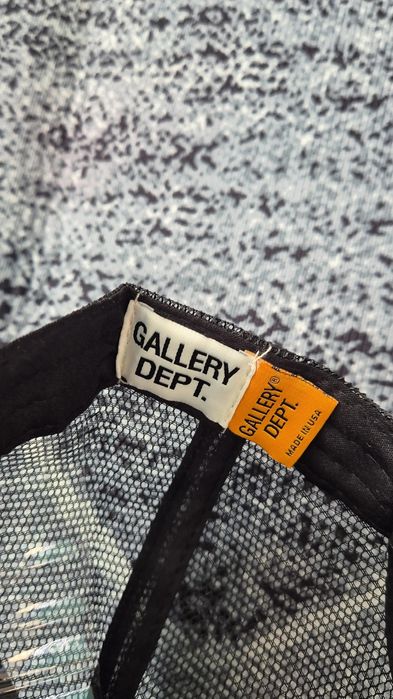 GALLERY
DEPT.
GALLERY®
DEPT.
MADE IN USA